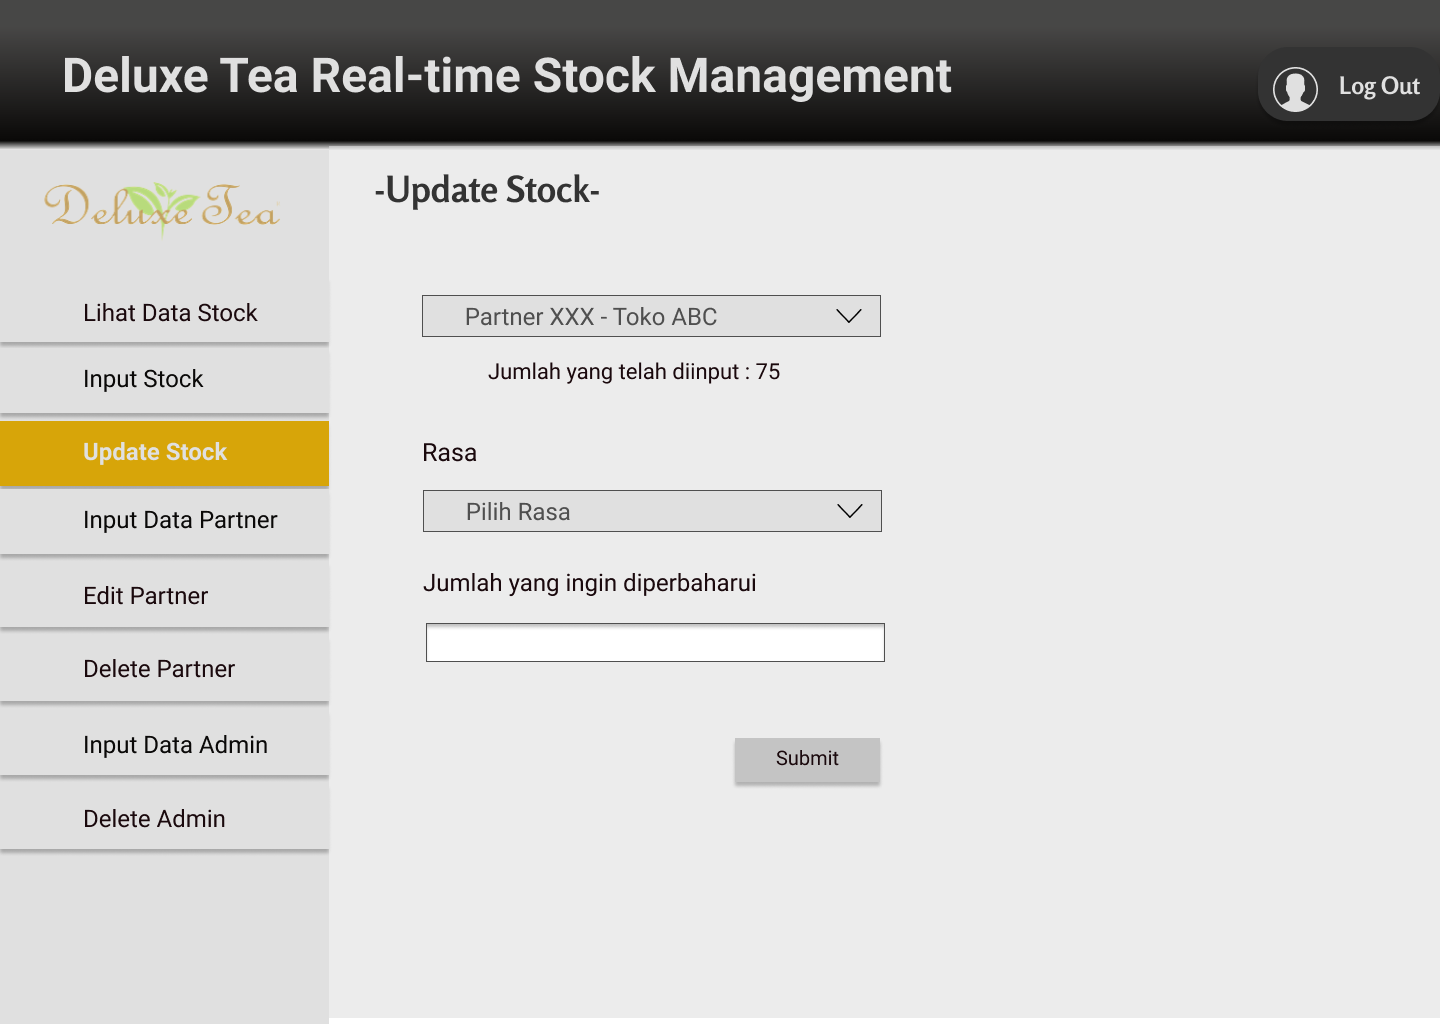 Deluxe Tea Real-time Stock Management
Log Out
Deluxe Tea
-Update Stock-
Lihat Data Stock
Input Stock
Update Stock
Input Data Partner
Edit Partner
Delete Partner
Input Data Admin
Delete Admin
Partner XXX - Toko ABC
Jumlah yang telah diinput : 75
Rasa
Pilih Rasa
Jumlah yang ingin diperbaharui
Submit